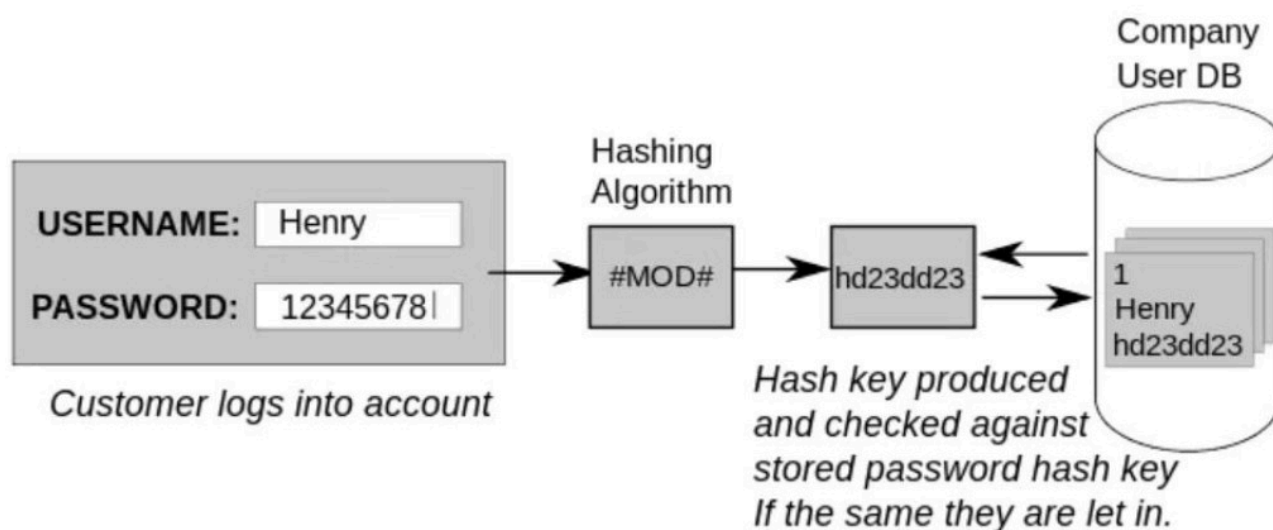 Company
User DB
Hashing
Algorithm
USERNAME: Henry
PASSWORD: 12345678
#MOD#
hd23dd23
1
Henry
hd23dd23
Customer logs into account
Hash key produced
and checked against
stored password hash key
If the same they are let in.